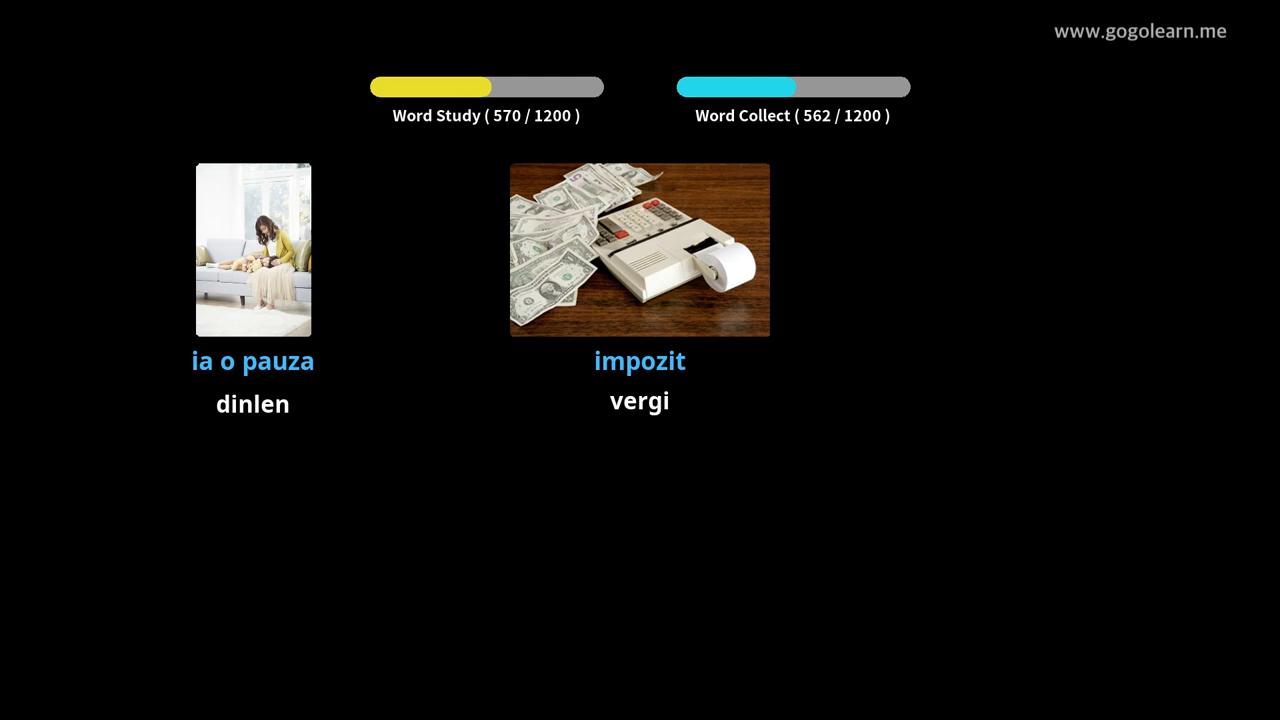 www.gogolearn.me
Word Study ( 570 / 1200 )
Word Collect ( 562 / 1200 )
ia o pauza
dinlen
impozit
vergi